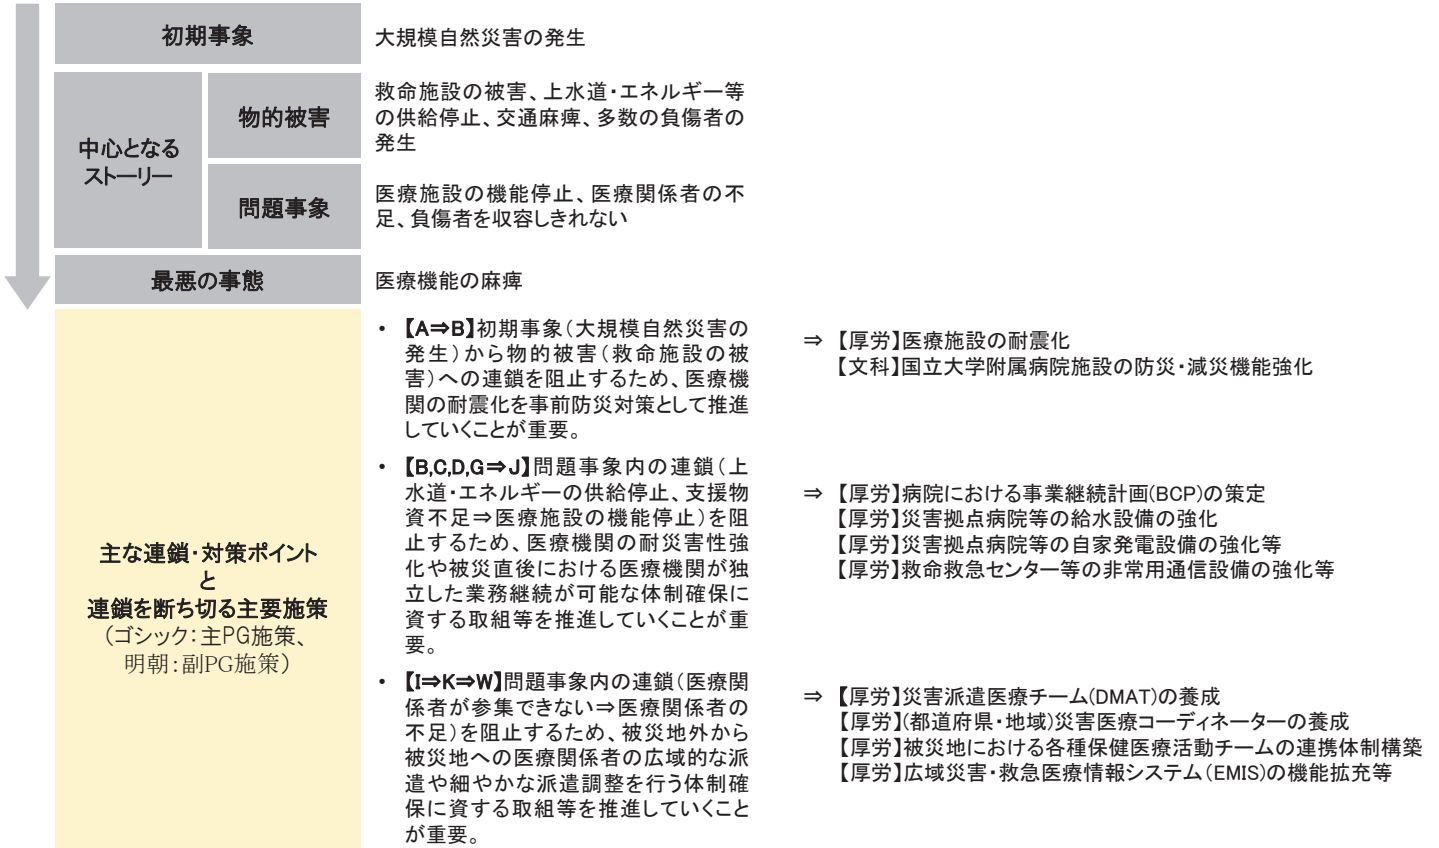 初期事象
大規模自然災害の発生
中心となる
ストーリー
物的被害
救命施設の被害、上水道・エネルギー等
の供給停止、交通麻痺、多数の負傷者の
発生
問題事象
医療施設の機能停止、医療関係者の不
足、負傷者を収容しきれない
最悪の事態
医療機能の麻痺
主な連鎖・対策ポイント
と
連鎖を断ち切る主要施策
（ゴシック：主PG施策、
明朝：副PG施策）
・【A⇒B】初期事象（大規模自然災害の
発生）から物的被害（救命施設の被
害）への連鎖を阻止するため、医療機
関の耐震化を事前防災対策として推進
していくことが重要。
⇒ 【厚労】医療施設の耐震化
【文科】国立大学附属病院施設の防災・減災機能強化
・【B,C,D,G⇒J】問題事象内の連鎖（上
水道・エネルギーの供給停止、支援物
資不足⇒医療施設の機能停止）を阻
止するため、医療機関の耐災害性強
化や被災直後における医療機関が独
立した業務継続が可能な体制確保に
資する取組等を推進していくことが重
要。
⇒ 【厚労】病院における事業継続計画(BCP)の策定
【厚労】災害拠点病院等の給水設備の強化
【厚労】災害拠点病院等の自家発電設備の強化等
【厚労】救命救急センター等の非常用通信設備の強化等
・【I⇒K⇒W】問題事象内の連鎖（医療関
係者が参集できない⇒医療関係者の
不足）を阻止するため、被災地外から
被災地への医療関係者の広域的な派
遣や細やかな派遣調整を行う体制確
保に資する取組等を推進していくこと
が重要。
⇒ 【厚労】災害派遣医療チーム(DMAT)の養成
【厚労】(都道府県・地域)災害医療コーディネーターの養成
【厚労】被災地における各種保健医療活動チームの連携体制構築
【厚労】広域災害・救急医療情報システム（EMIS)の機能拡充等